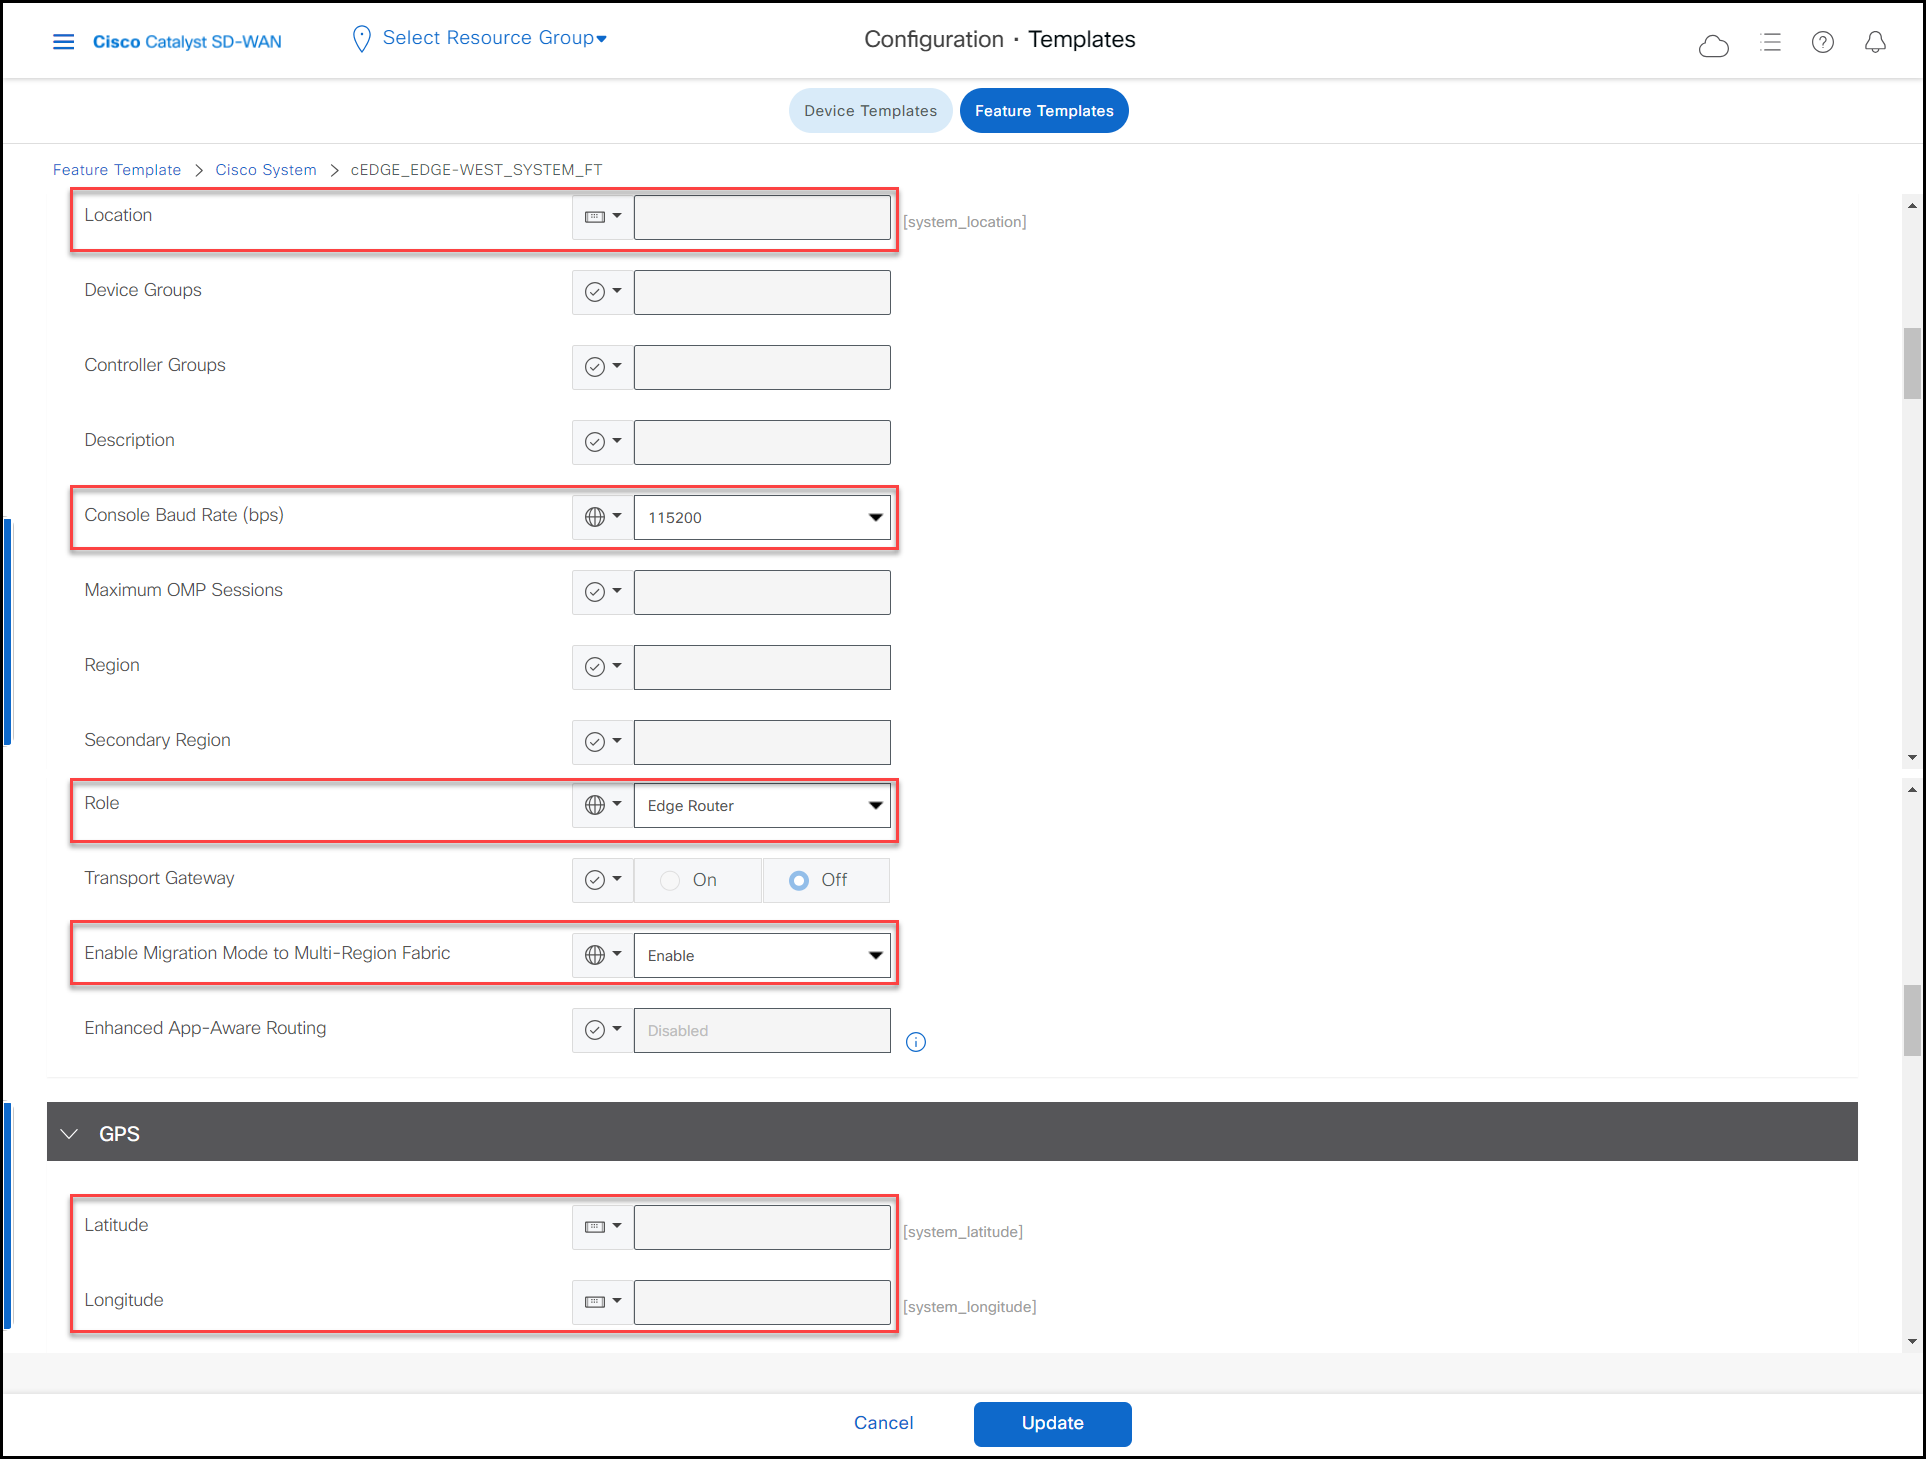 Cisco Catalyst SD-WAN
Select Resource Group
Configuration · Templates
Device Templates
Feature Templates
Feature Template > Cisco System > cEDGE_EDGE-WEST_SYSTEM_FT
Location
[system_location]
Device Groups
Controller Groups
Description
Console Baud Rate (bps)
115200
Maximum OMP Sessions
Region
Secondary Region
Role
Edge Router
Transport Gateway
On
Off
Enable Migration Mode to Multi-Region Fabric
Enable
Enhanced App-Aware Routing
Disabled
GPS
Latitude
[system_latitude]
Longitude
[system_longitude]
Cancel
Update